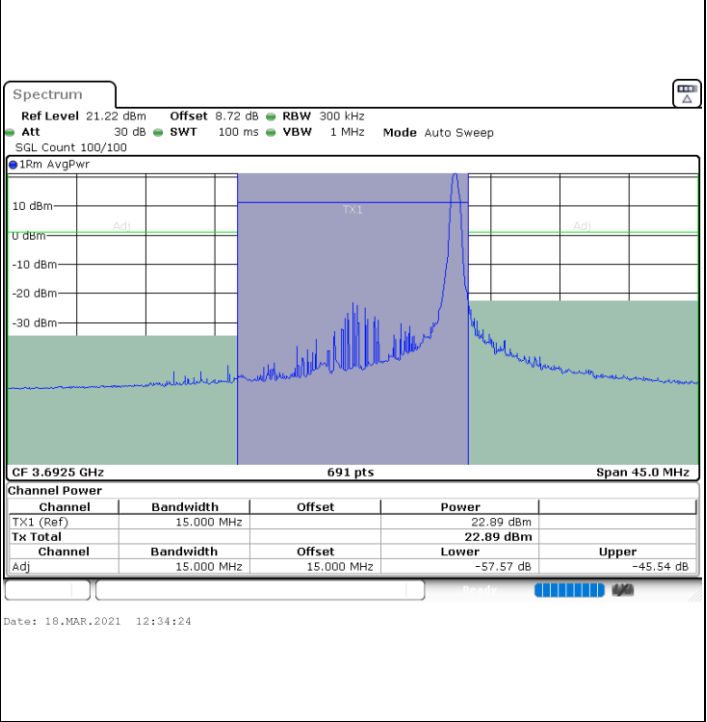 Spectrum
Ref Level 21.22 dBm Offset 8.72 dB RBW 300 kHz
Att 30 dB SWT 100 ms VBW 1 MHz Mode Auto Sweep
SGL Count 100/100
1Rm AvgPwr
10 dBm
TX1
Adj Adj
0 dBm
-10 dBm
-20 dBm
-30 dBm
CF 3.6925 GHz 691 pts Span 45.0 MHz
Channel Power
Channel Bandwidth Offset Power
TX1 (Ref) 15.000 MHz 22.89 dBm
Tx Total 22.89 dBm
Channel Bandwidth Offset Lower Upper
Adj 15.000 MHz 15.000 MHz -57.57 dB -45.54 dB
Ready
Date: 18.MAR.2021 12:34:24